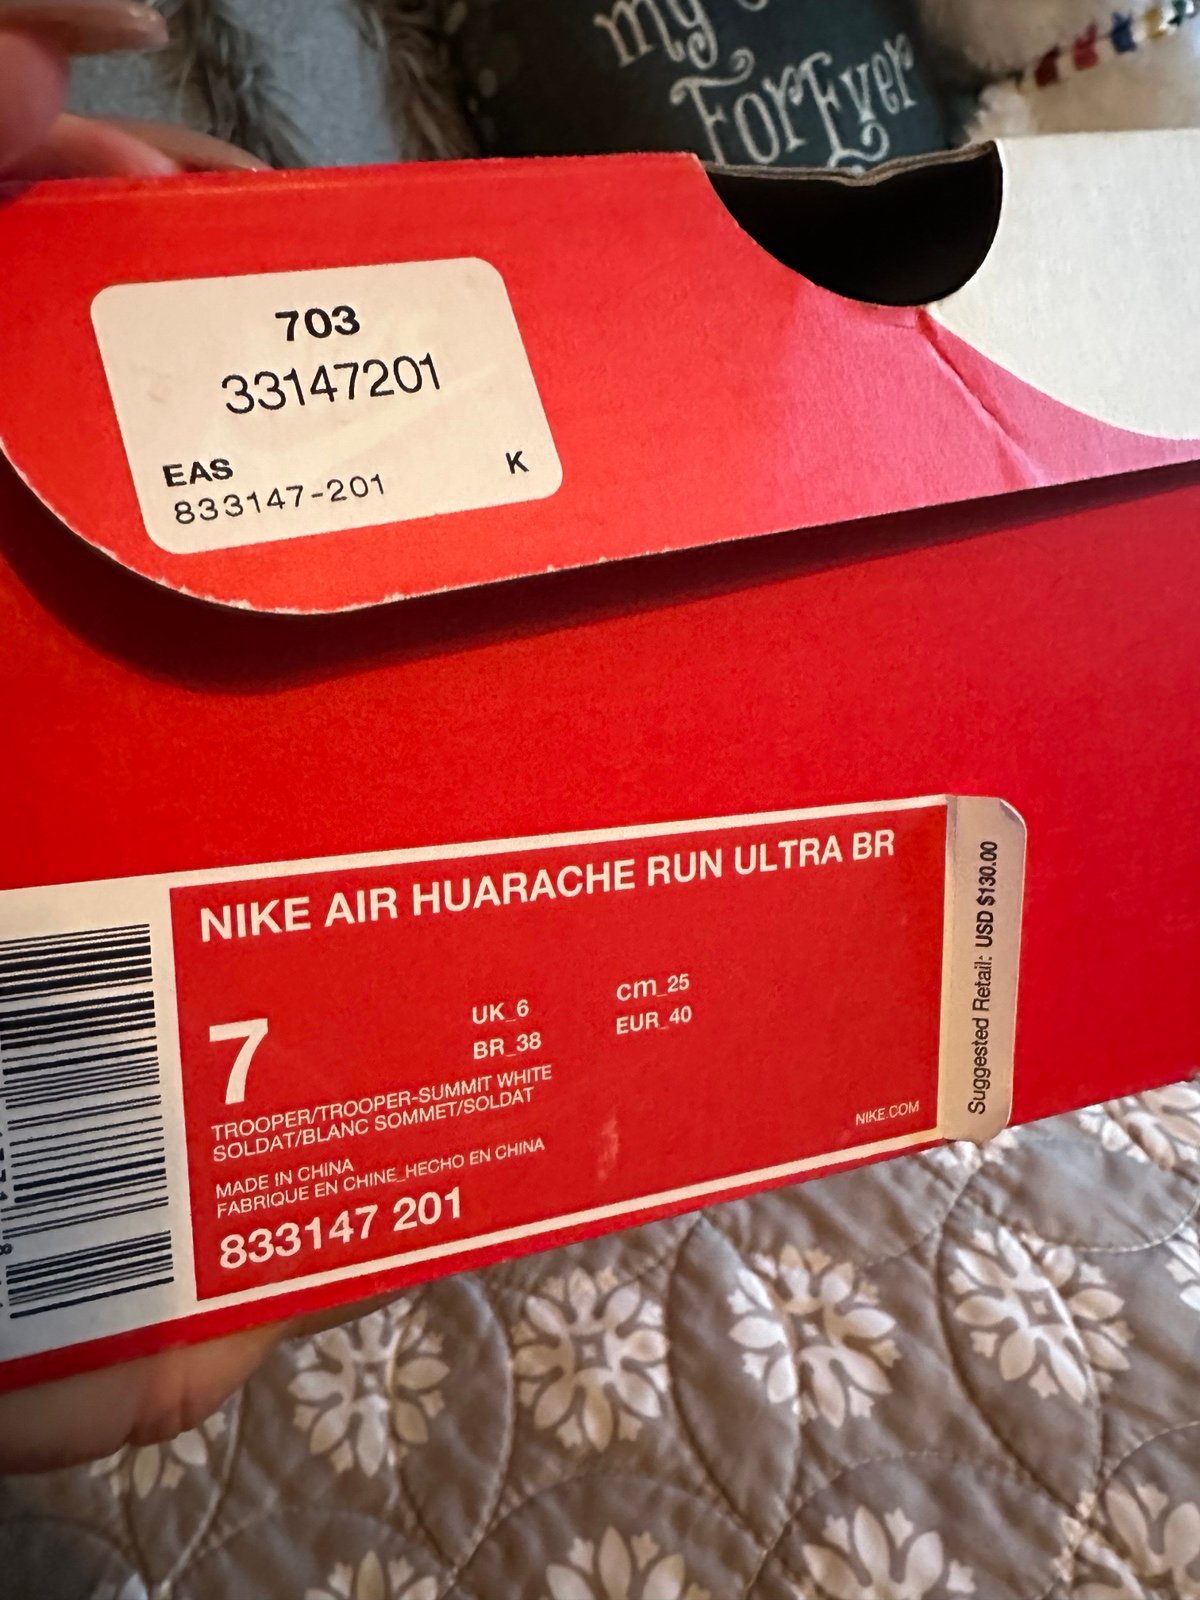 my
ForEver
703
33147201
EAS
K
833147-201
NIKE AIR HUARACHE RUN ULTRA BR
7
UK_6
cm_25
BR_38
EUR_40
TROOPER/TROOPER-SUMMIT WHITE
SOLDAT/BLANC SOMMET/SOLDAT
NIKE.COM
MADE IN CHINA
FABRIQUE EN CHINE_HECHO EN CHINA
833147 201
Suggested Retail: USD $130.00